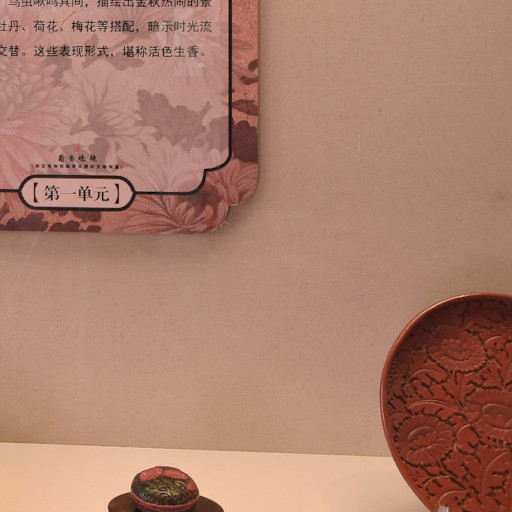 鸟虫啾鸣其间，描绘出金秋热闹的景
牡丹、荷花、梅花等搭配，暗示时光流
交替。这些表现形式，堪称活色生香。
【第一单元】